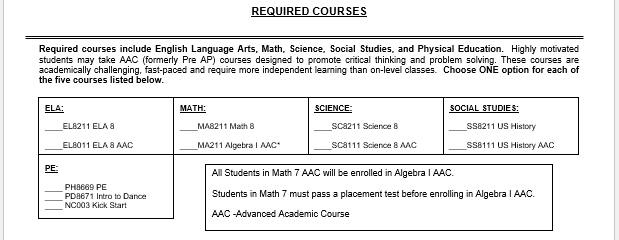 REQUIRED COURSES
Required courses include English Language Arts, Math, Science, Social Studies, and Physical Education. Highly motivated
students may take AAC (formerly Pre AP) courses designed to promote critical thinking and problem solving. These courses are
academically challenging, fast-paced and require more independent learning than on-level classes. Choose ONE option for each of
the five courses listed below.
ELA:
____EL8211 ELA 8
____EL8011 ELA 8 AAC
MATH:
____MA8211 Math 8
____MA211 Algebra I AAC*
SCIENCE:
____SC8211 Science 8
____SC8111 Science 8 AAC
SOCIAL STUDIES:
____SS8211 US History
____SS8111 US History AAC
PE:
____ PH8669 PE
____ PD8671 Intro to Dance
____ NC003 Kick Start
All Students in Math 7 AAC will be enrolled in Algebra I AAC.
Students in Math 7 must pass a placement test before enrolling in Algebra I AAC.
AAC -Advanced Academic Course